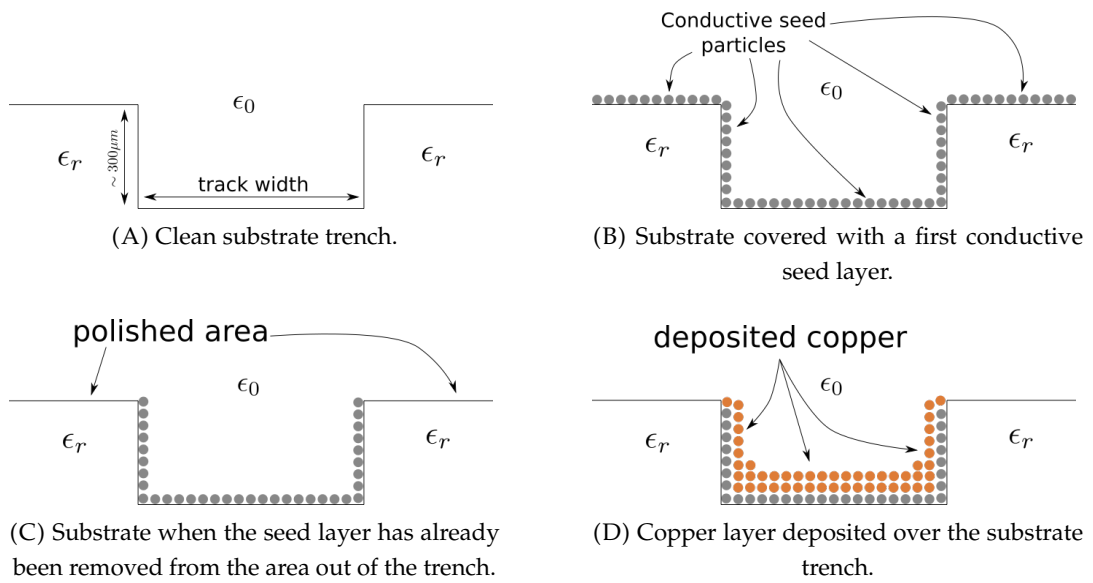 ϵ0
ϵr
~ 300μm
ϵr
track width
(A) Clean substrate trench.
Conductive seed
particles
ϵ0
ϵr
ϵr
(B) Substrate covered with a first conductive
seed layer.
polished area
ϵ0
ϵr
ϵr
(C) Substrate when the seed layer has already
been removed from the area out of the trench.
deposited copper
ϵ0
ϵr
ϵr
(D) Copper layer deposited over the substrate
trench.